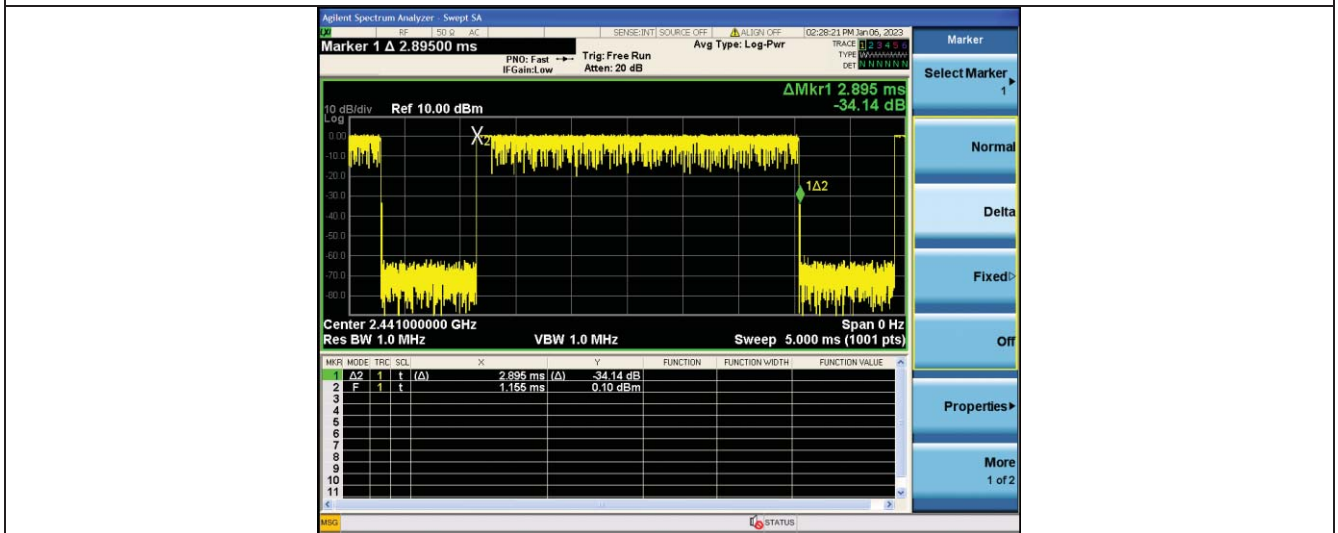 Agilent Spectrum Analyzer - Swept SA
RF 50 Ω AC SENSE:INT SOURCE OFF ALIGN OFF 02:28:21 PM Jan 06, 2023
Marker 1 Δ 2.89500 ms
PNO: Fast
IFGain:Low
Trig: Free Run
Atten: 20 dB
Avg Type: Log-Pwr
TRACE 1 2 3 4 5 6
TYPE
DET N N N N N N
ΔMkr1 2.895 ms
-34.14 dB
10 dB/div Ref 10.00 dBm
Log
0.00
-10.0
-20.0
-30.0
-40.0
-50.0
-60.0
-70.0
-80.0
X2
1Δ2
Center 2.441000000 GHz Span 0 Hz
Res BW 1.0 MHz VBW 1.0 MHz Sweep 5.000 ms (1001 pts)
MKR MODE TRC SCL X Y FUNCTION FUNCTION WIDTH FUNCTION VALUE
1 Δ2 1 t (Δ) 2.895 ms (Δ) -34.14 dB
2 F 1 t 1.155 ms 0.10 dBm
3
4
5
6
7
8
9
10
11
MSG STATUS
Marker
Select Marker
1
Normal
Delta
Fixed
Off
Properties
More
1 of 2